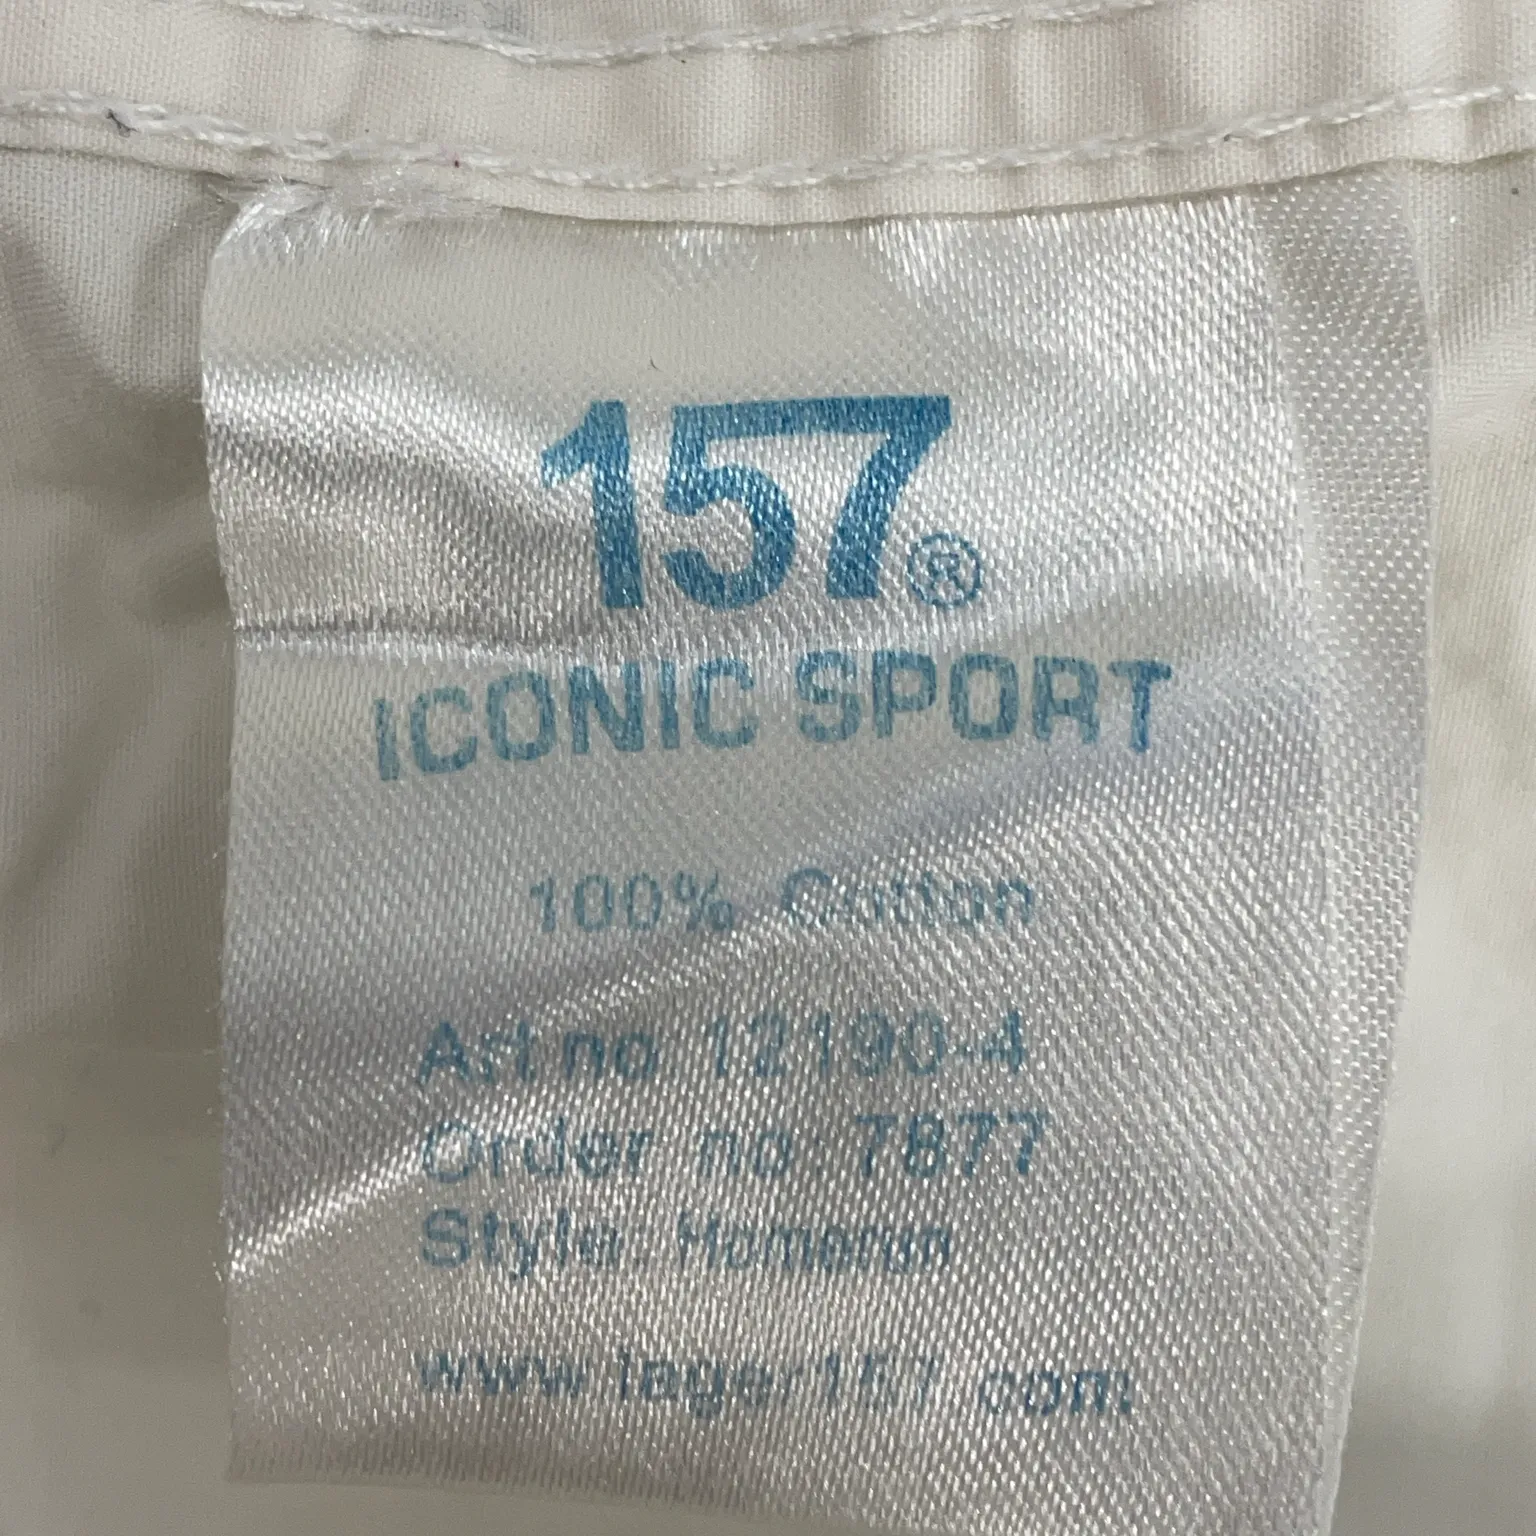 157®
ICONIC SPORT
100% Cotton
Art no 12190-4
Order no 7877
Style: Homerun
www.lager157.com